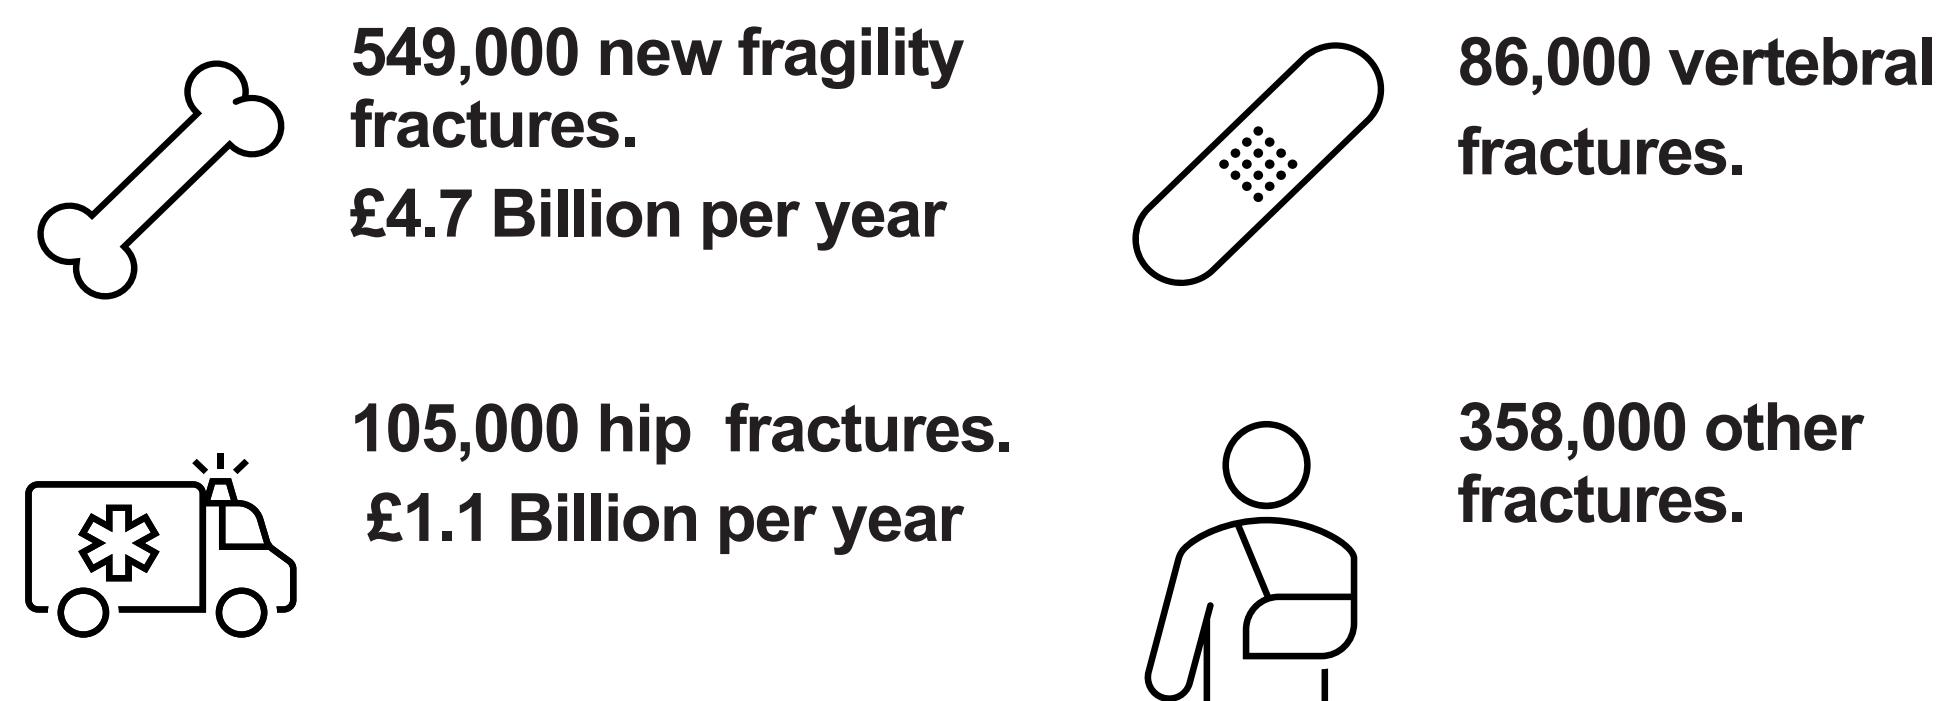 549,000 new fragility
fractures.
£4.7 Billion per year
86,000 vertebral
fractures.
105,000 hip  fractures.
£1.1 Billion per year
358,000 other
fractures.